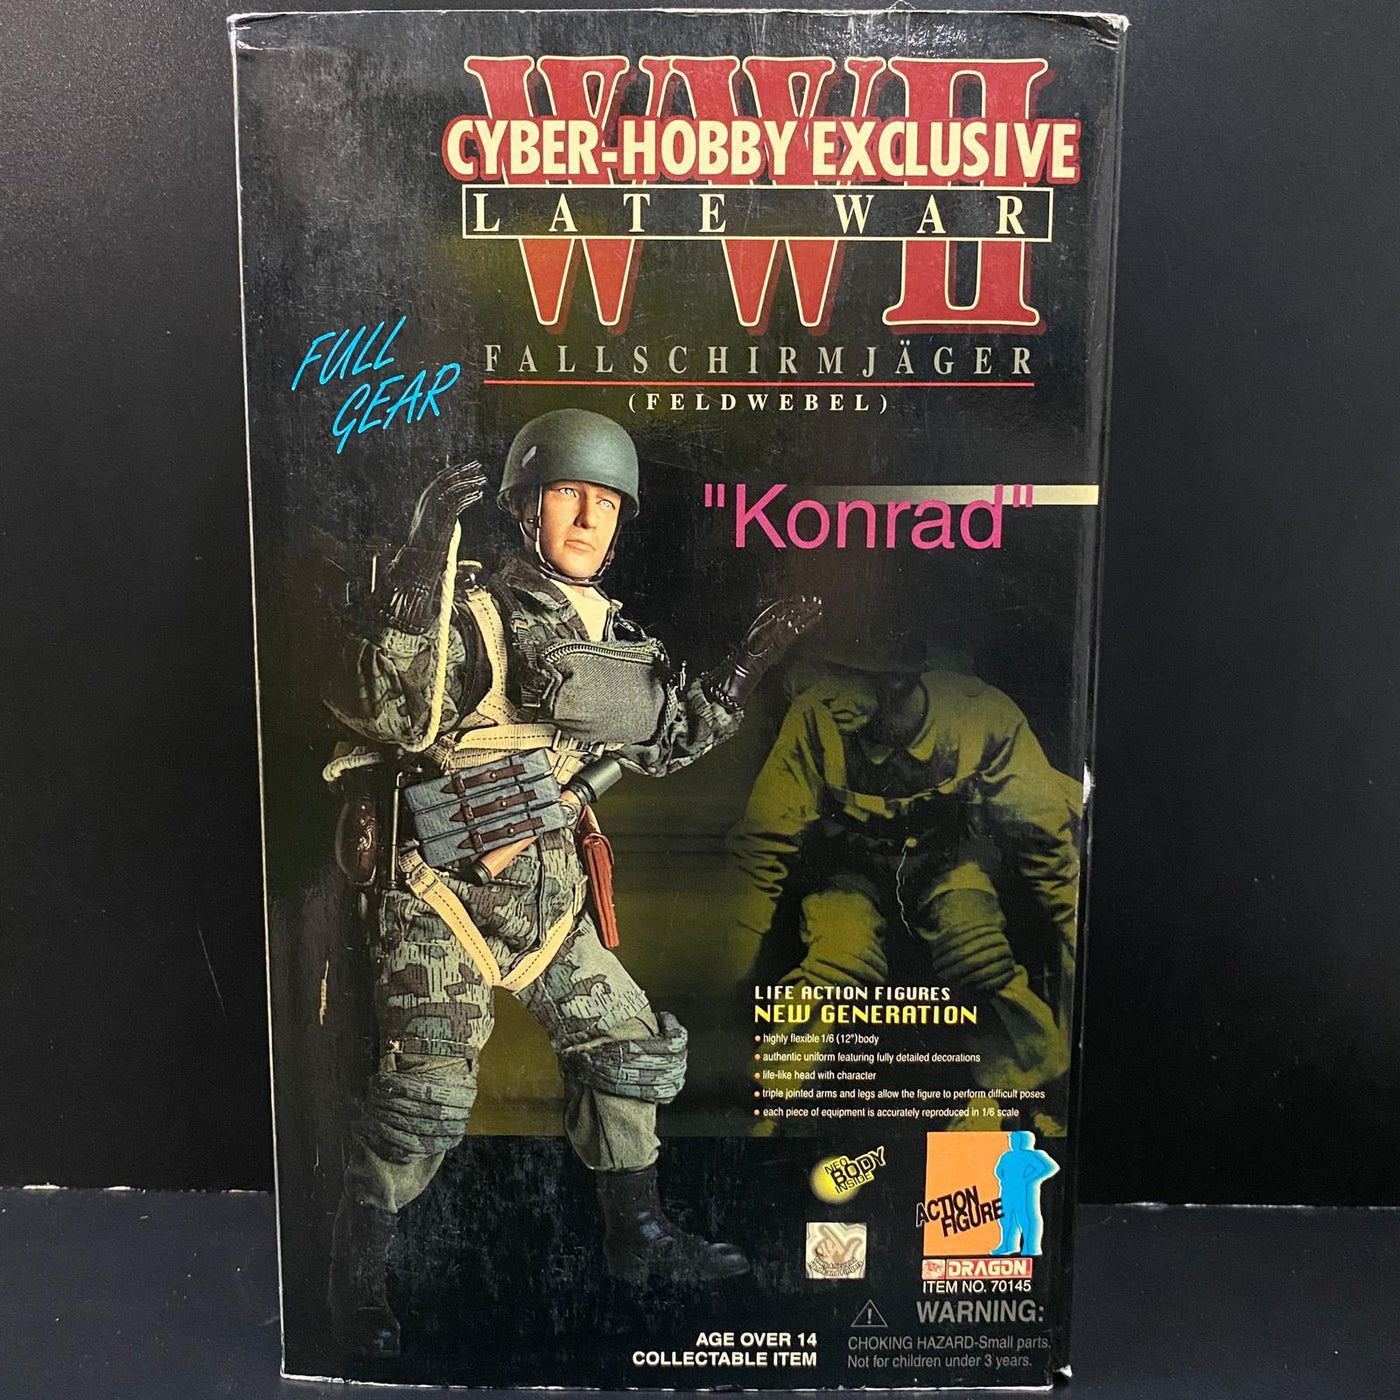 WWII
CYBER-HOBBY EXCLUSIVE
LATE WAR
FALLSCHIRMJÄGER
(FELDWEBEL)
FULL
GEAR
"Konrad"
LIFE ACTION FIGURES
NEW GENERATION
• highly flexible 1/6 (12") body
• authentic uniform featuring fully detailed decorations
• life-like head with character
• triple jointed arms and legs allow the figure to perform difficult poses
• each piece of equipment is accurately reproduced in 1/6 scale
NEO
BODY
INSIDE
ACTION
FIGURE
DRAGON
ITEM NO. 70145
WARNING:
CHOKING HAZARD-Small parts.
Not for children under 3 years.
AGE OVER 14
COLLECTABLE ITEM